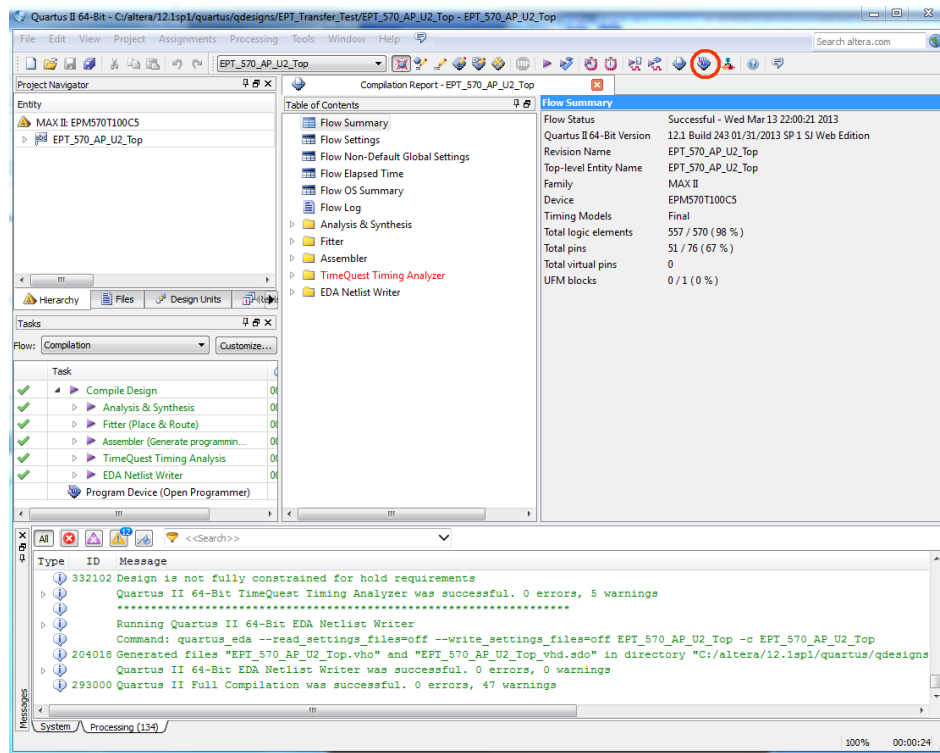 Quartus II 64-Bit - C:/altera/12.1sp1/quartus/qdesigns/EPT_Transfer_Test/EPT_570_AP_U2_Top - EPT_570_AP_U2_Top
File Edit View Project Assignments Processing Tools Window Help
Search altera.com
EPT_570_AP_U2_Top
STOP
Project Navigator
Entity
MAX II: EPM570T100C5
EPT_570_AP_U2_Top
Hierarchy Files Design Units
Tasks
Flow: Compilation Customize...
Task
Compile Design 00
Analysis & Synthesis 00
Fitter (Place & Route) 00
Assembler (Generate programmin... 00
TimeQuest Timing Analysis 00
EDA Netlist Writer 00
Program Device (Open Programmer)
Compilation Report - EPT_570_AP_U2_Top
Table of Contents
Flow Summary
Flow Settings
Flow Non-Default Global Settings
Flow Elapsed Time
Flow OS Summary
Flow Log
Analysis & Synthesis
Fitter
Assembler
TimeQuest Timing Analyzer
EDA Netlist Writer
Flow Summary
Flow Status Successful - Wed Mar 13 22:00:21 2013
Quartus II 64-Bit Version 12.1 Build 243 01/31/2013 SP 1 SJ Web Edition
Revision Name EPT_570_AP_U2_Top
Top-level Entity Name EPT_570_AP_U2_Top
Family MAX II
Device EPM570T100C5
Timing Models Final
Total logic elements 557 / 570 ( 98 % )
Total pins 51 / 76 ( 67 % )
Total virtual pins 0
UFM blocks 0 / 1 ( 0 % )
All 12 <<Search>>
Type ID Message
332102 Design is not fully constrained for hold requirements
Quartus II 64-Bit TimeQuest Timing Analyzer was successful. 0 errors, 5 warnings
*******************************************************************
Running Quartus II 64-Bit EDA Netlist Writer
Command: quartus_eda --read_settings_files=off --write_settings_files=off EPT_570_AP_U2_Top -c EPT_570_AP_U2_Top
204018 Generated files "EPT_570_AP_U2_Top.vho" and "EPT_570_AP_U2_Top_vhd.sdo" in directory "C:/altera/12.1sp1/quartus/qdesigns
Quartus II 64-Bit EDA Netlist Writer was successful. 0 errors, 0 warnings
293000 Quartus II Full Compilation was successful. 0 errors, 47 warnings
Messages
System Processing (134)
100% 00:00:24